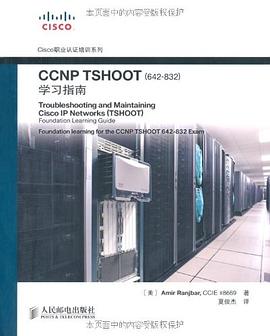 本页面中的内容受版权保护
CISCO
Cisco职业认证培训系列
CCNP TSHOOT (642-832)
学习指南
Troubleshooting and Maintaining
Cisco IP Networks (TSHOOT)
Foundation Learning Guide
Foundation learning for the CCNP TSHOOT 642-832 Exam
[美] Amir Ranjbar, CCIE #8669 著
夏俊杰 译
人民邮电出版社
POSTS & TELECOM PRESS
本页面中的内容受版权保护